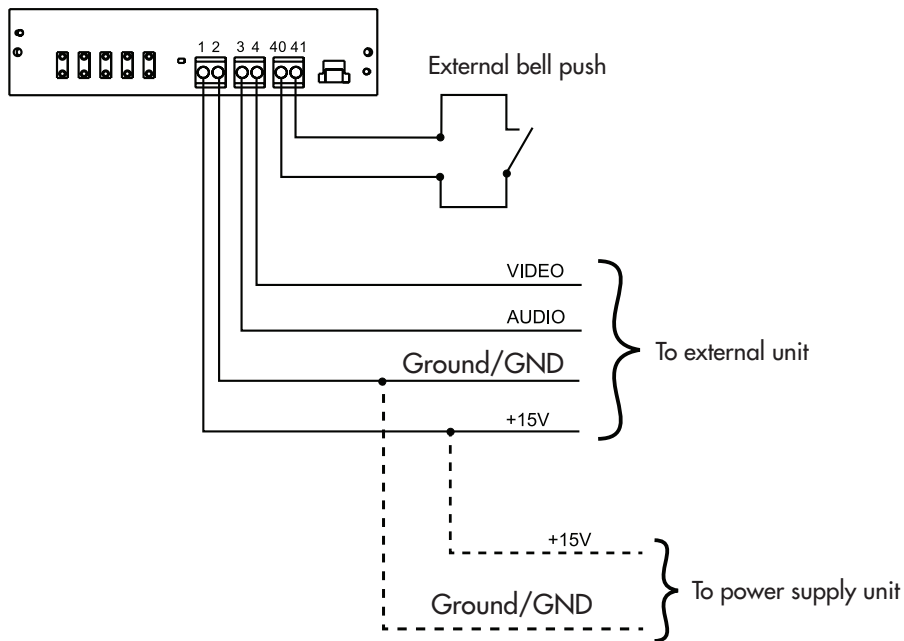 1 2 3 4 40 41
External bell push
VIDEO
AUDIO
To external unit
Ground/GND
+15V
+15V
To power supply unit
Ground/GND